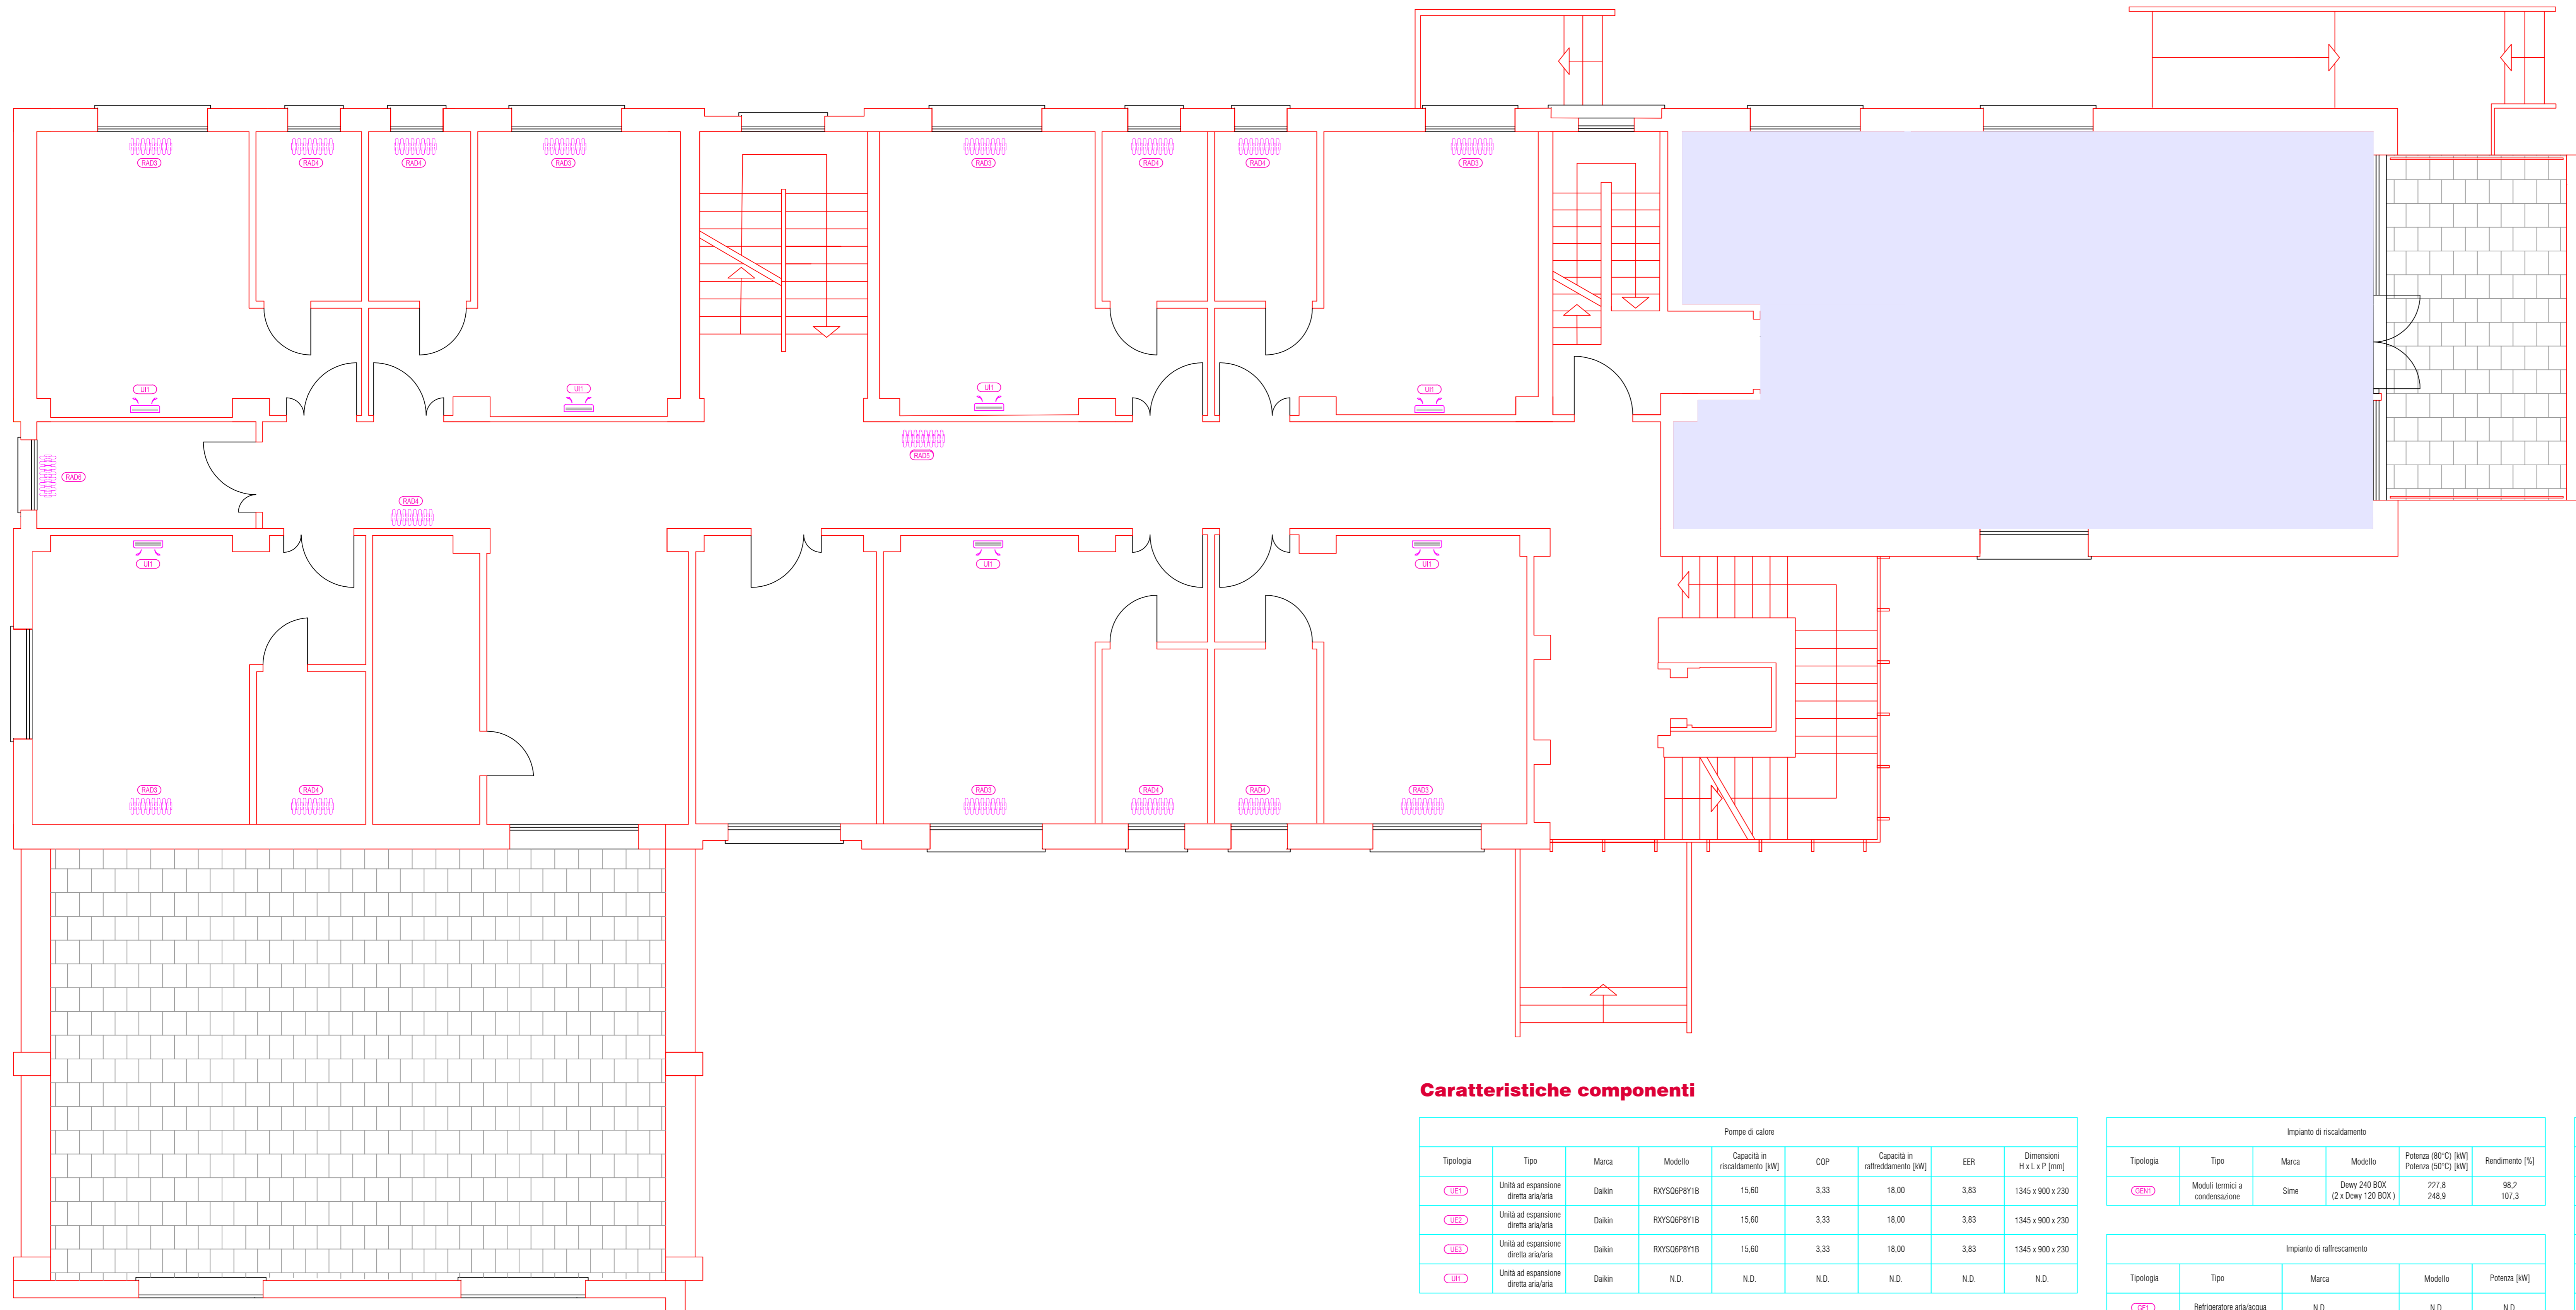 RAD3
RAD4
RAD4
RAD3
RAD3
RAD4
RAD4
RAD3
UI1
UI1
UI1
UI1
RAD5
RAD6
RAD4
UI1
UI1
UI1
RAD3
RAD4
RAD3
RAD4
RAD4
RAD3
Caratteristiche componenti
Pompe di calore
Tipologia Tipo Marca Modello Capacità in riscaldamento [kW] COP Capacità in raffreddamento [kW] EER Dimensioni H x L x P [mm]
UE1 Unità ad espansione diretta aria/aria Daikin RXYSQ6P8Y1B 15,60 3,33 18,00 3,83 1345 x 900 x 230
UE2 Unità ad espansione diretta aria/aria Daikin RXYSQ6P8Y1B 15,60 3,33 18,00 3,83 1345 x 900 x 230
UE3 Unità ad espansione diretta aria/aria Daikin RXYSQ6P8Y1B 15,60 3,33 18,00 3,83 1345 x 900 x 230
UI1 Unità ad espansione diretta aria/aria Daikin N.D. N.D. N.D. N.D. N.D. N.D.
Impianto di riscaldamento
Tipologia Tipo Marca Modello Potenza (80°C) [kW] Potenza (50°C) [kW] Rendimento [%]
GEN1 Moduli termici a condensazione Sime Dewy 240 BOX (2 x Dewy 120 BOX ) 227,8 248,9 98,2 107,3
Impianto di raffrescamento
Tipologia Tipo Marca Modello Potenza [kW]
GF1 Refrigeratore aria/acqua N.D. N.D. N.D.